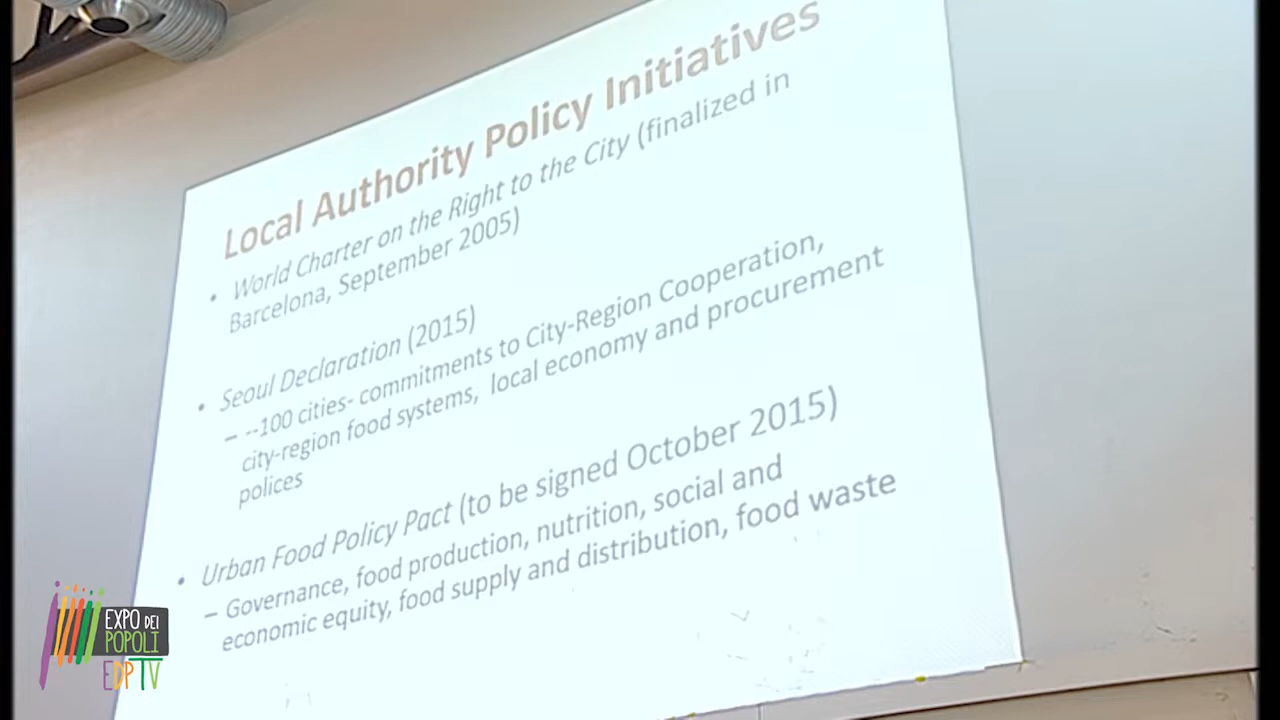 Local Authority Policy Initiatives
• World Charter on the Right to the City (finalized in
Barcelona, September 2005)
• Seoul Declaration (2015)
– --100 cities- commitments to City-Region Cooperation,
city-region food systems, local economy and procurement
polices
• Urban Food Policy Pact (to be signed October 2015)
– Governance, food production, nutrition, social and
economic equity, food supply and distribution, food waste
EXPO DEI
POPOLI
EDPTV